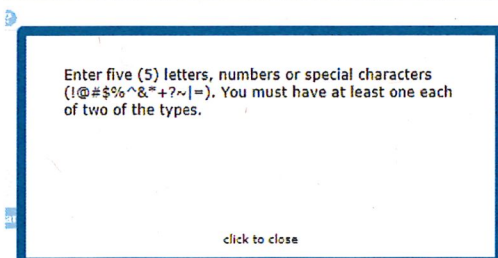 ?
Enter five (5) letters, numbers or special characters
(!@#$%^&*+?~|=). You must have at least one each
of two of the types.
click to close